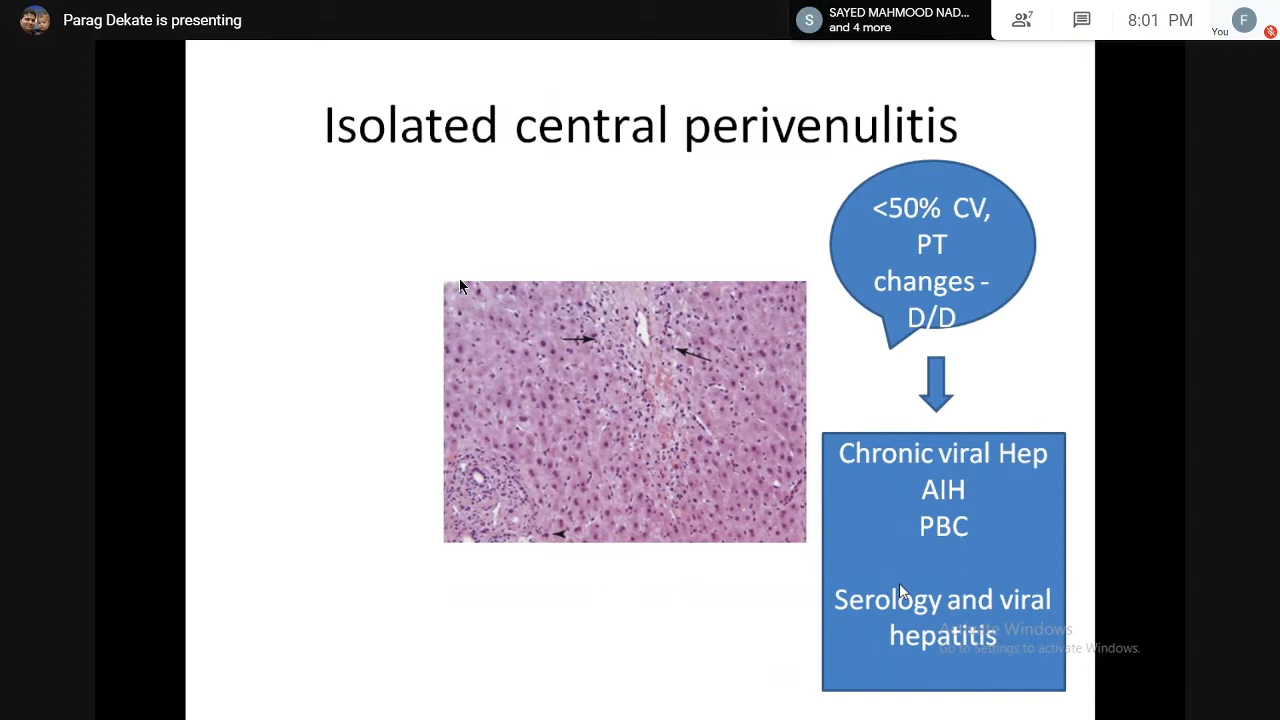 Parag Dekate is presenting
S
SAYED MAHMOOD NAD...
and 4 more
7
8:01 PM
You
F
Isolated central perivenulitis
<50% CV,
PT
changes -
D/D
Chronic viral Hep
AIH
PBC
Serology and viral
hepatitis
Activate Windows
Go to Settings to activate Windows.